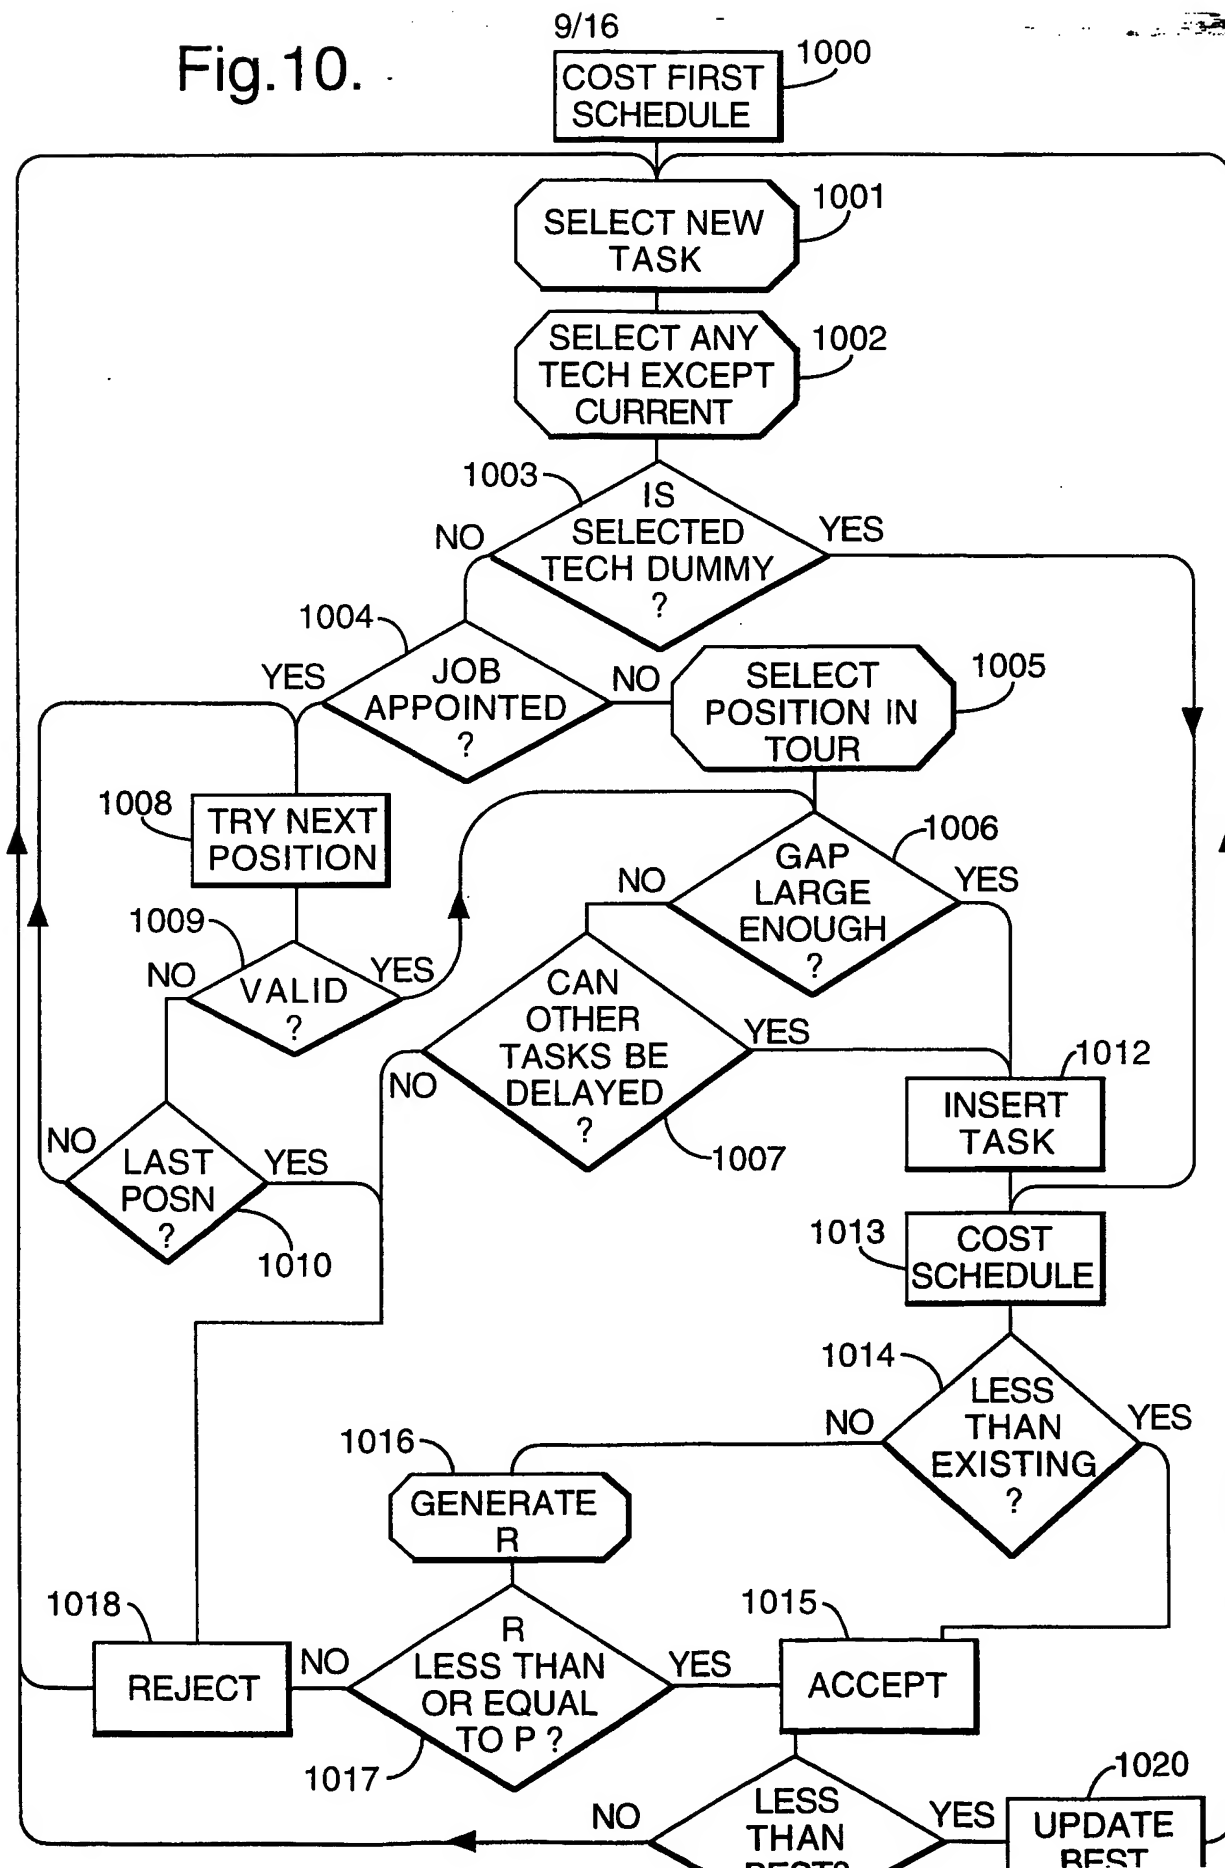 9/16
Fig.10.
COST FIRST
SCHEDULE
1000
SELECT NEW
TASK
1001
SELECT ANY
TECH EXCEPT
CURRENT
1002
1003
IS
SELECTED
TECH DUMMY
?
NO
YES
1004
JOB
APPOINTED
?
YES
NO
SELECT
POSITION IN
TOUR
1005
1008
TRY NEXT
POSITION
GAP
LARGE
ENOUGH
?
1006
NO
YES
1009
VALID
?
NO
YES
CAN
OTHER
TASKS BE
DELAYED
?
YES
NO
1007
1012
INSERT
TASK
LAST
POSN
?
NO
YES
1010
1013
COST
SCHEDULE
1014
LESS
THAN
EXISTING
?
NO
YES
1016
GENERATE
R
1018
REJECT
R
LESS THAN
OR EQUAL
TO P ?
NO
YES
1017
1015
ACCEPT
LESS
THAN
BEST?
NO
YES
1020
UPDATE
BEST